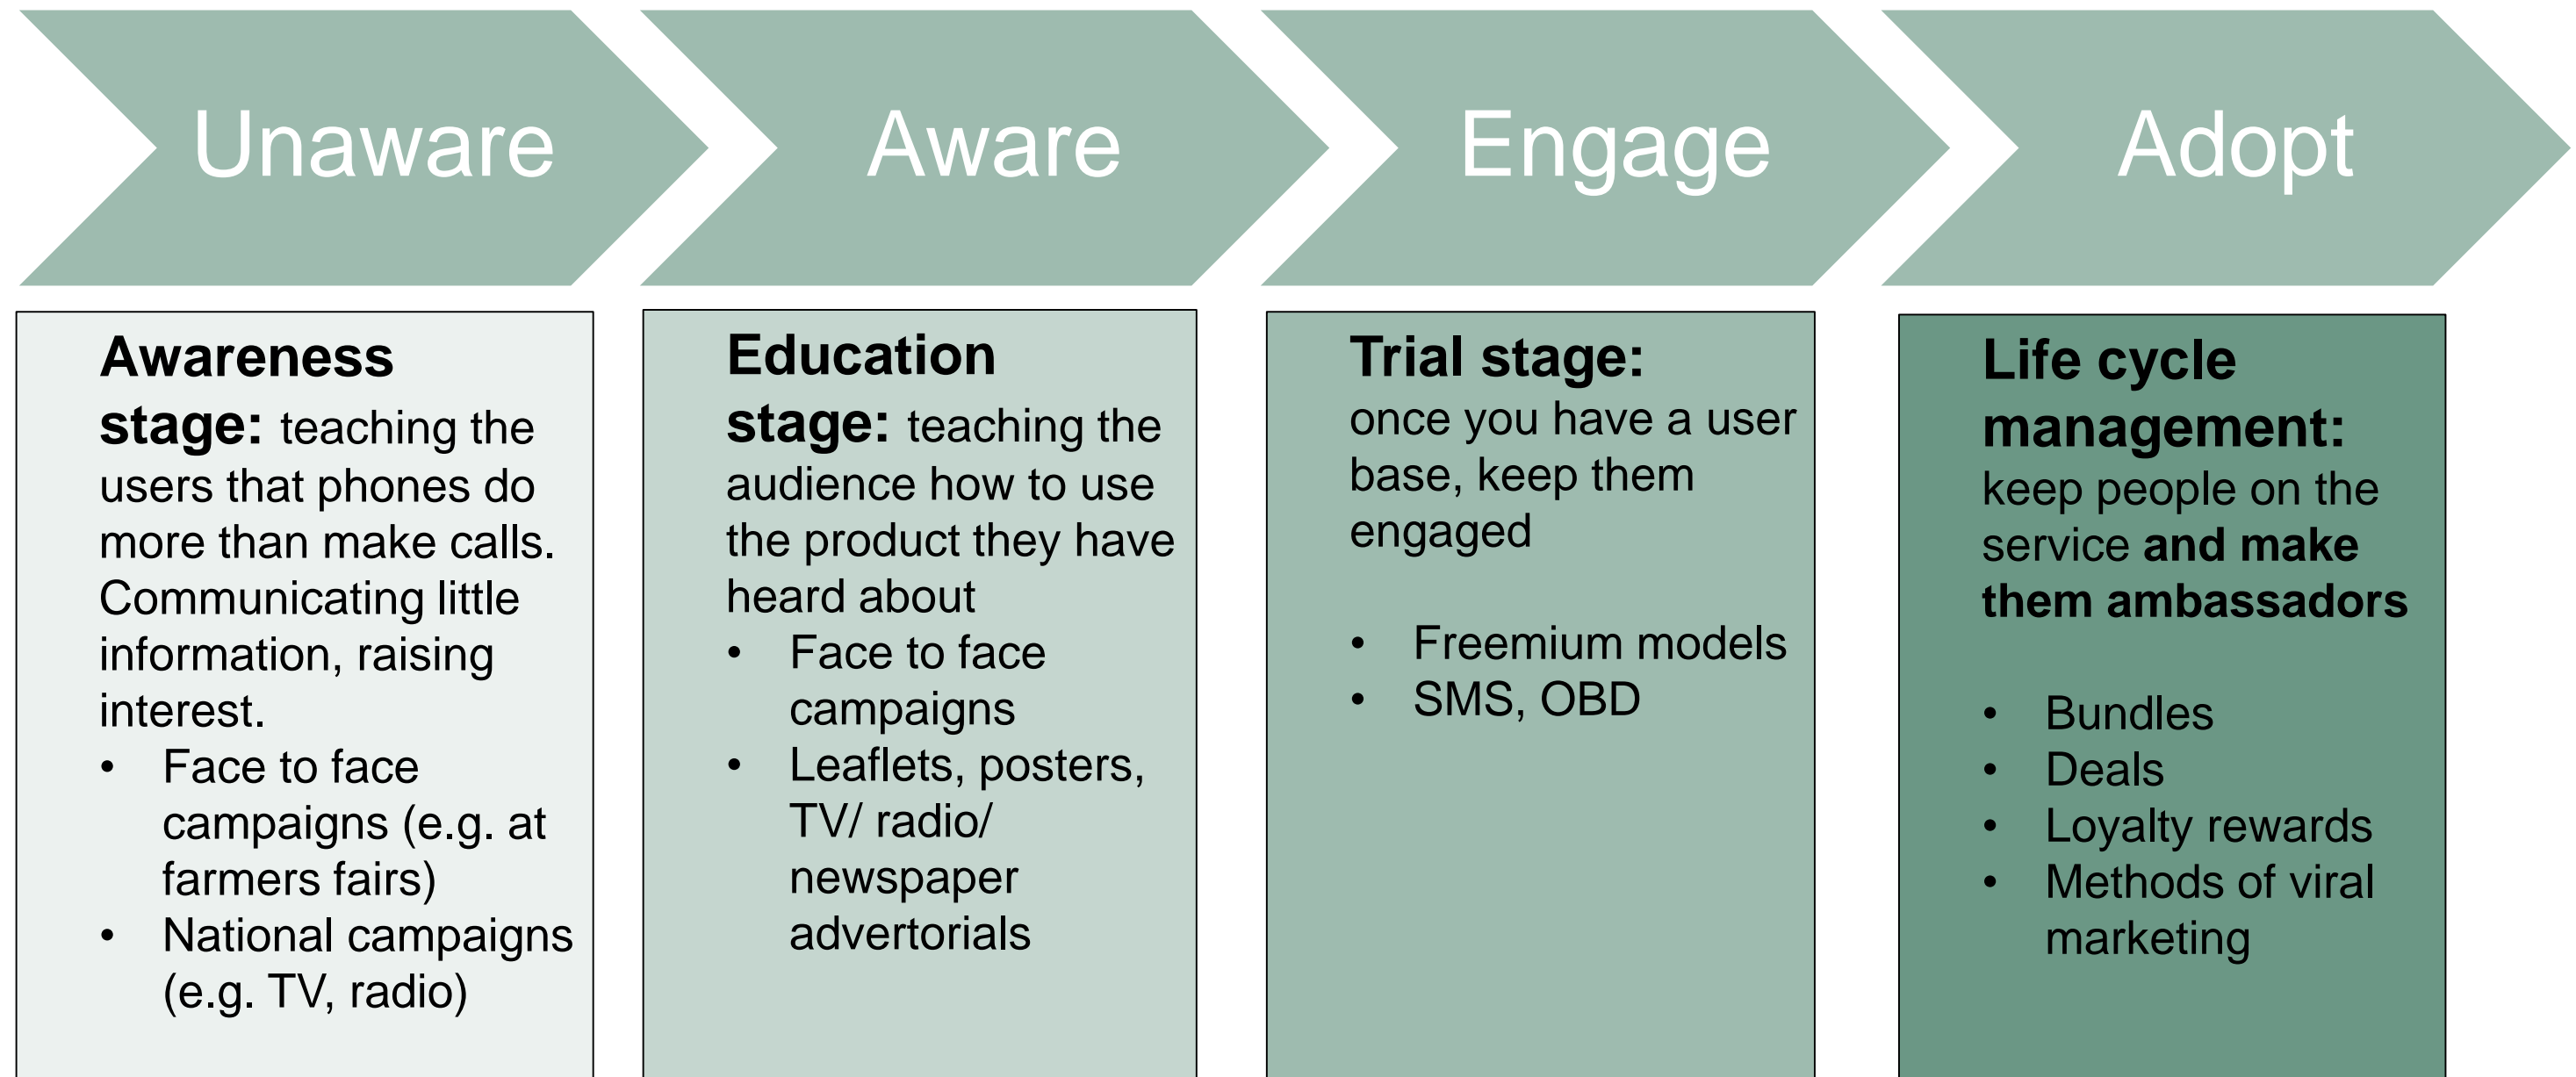 Unaware
Aware
Engage
Adopt
Awareness
stage: teaching the
users that phones do
more than make calls.
Communicating little
information, raising
interest.
• Face to face
campaigns (e.g. at
farmers fairs)
• National campaigns
(e.g. TV, radio)
Education
stage: teaching the
audience how to use
the product they have
heard about
• Face to face
campaigns
• Leaflets, posters,
TV/ radio/
newspaper
advertorials
Trial stage:
once you have a user
base, keep them
engaged
• Freemium models
• SMS, OBD
Life cycle
management:
keep people on the
service and make
them ambassadors
• Bundles
• Deals
• Loyalty rewards
• Methods of viral
marketing